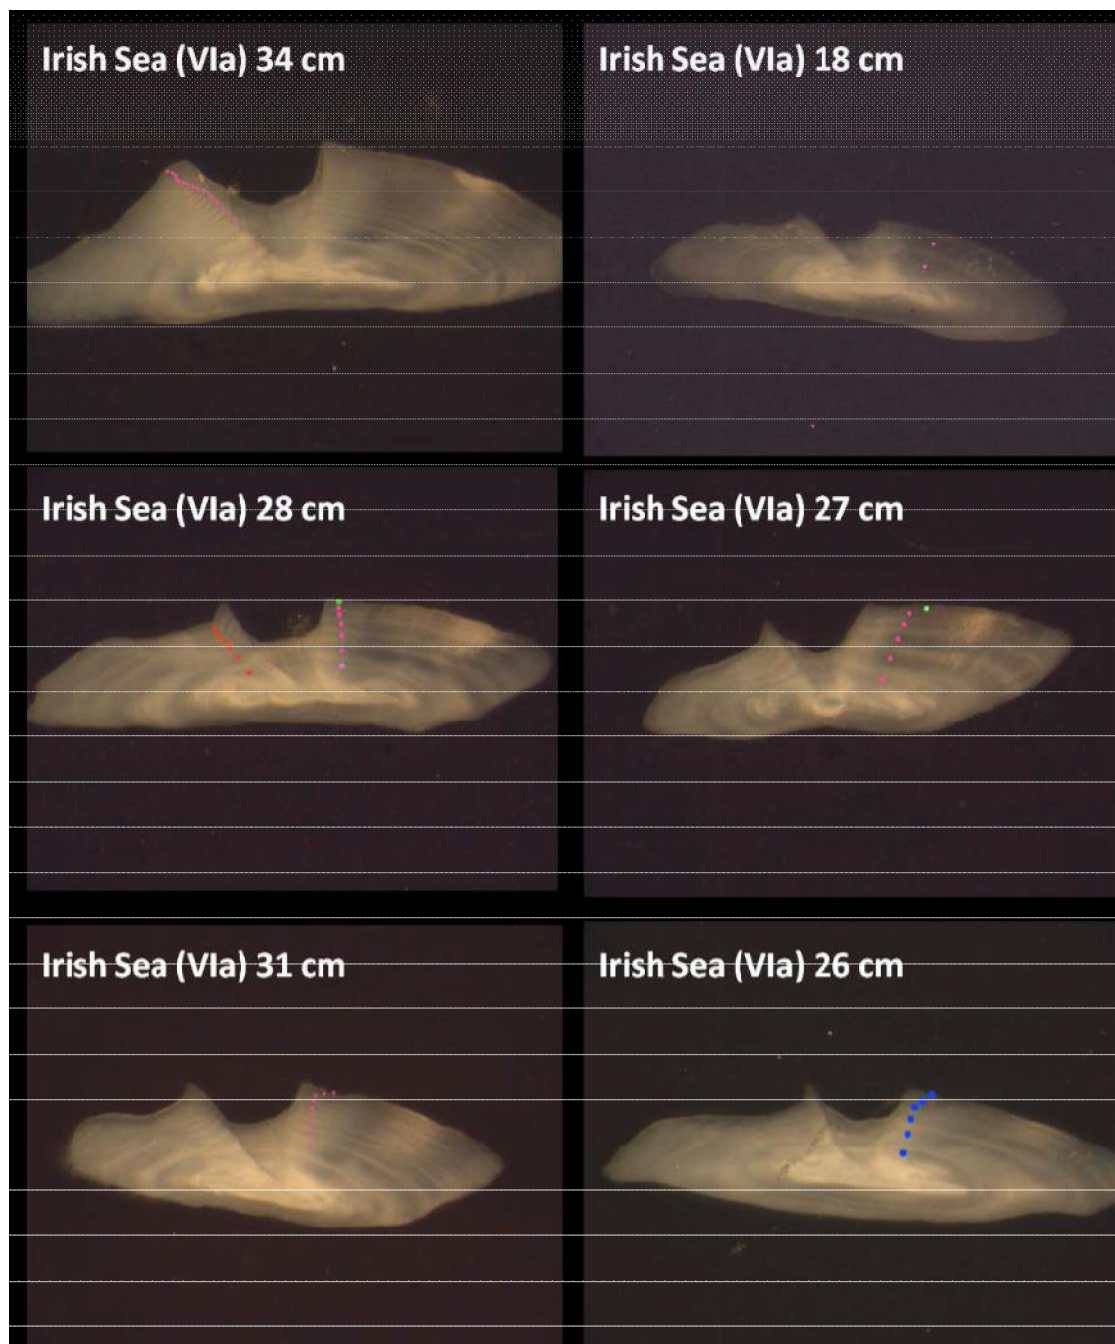 Irish Sea (VIa) 34 cm
Irish Sea (VIa) 18 cm
Irish Sea (VIa) 28 cm
Irish Sea (VIa) 27 cm
Irish Sea (VIa) 31 cm
Irish Sea (VIa) 26 cm